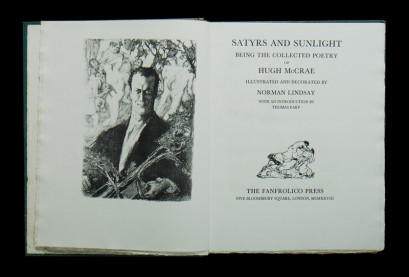 SATYRS AND SUNLIGHT
BEING THE COLLECTED POETRY
OF
HUGH McCRAE
ILLUSTRATED AND DECORATED BY
NORMAN LINDSAY
WITH AN INTRODUCTION BY
THOMAS EARP
THE FANFROLICO PRESS
FIVE BLOOMSBURY SQUARE, LONDON, MCMXXVIII